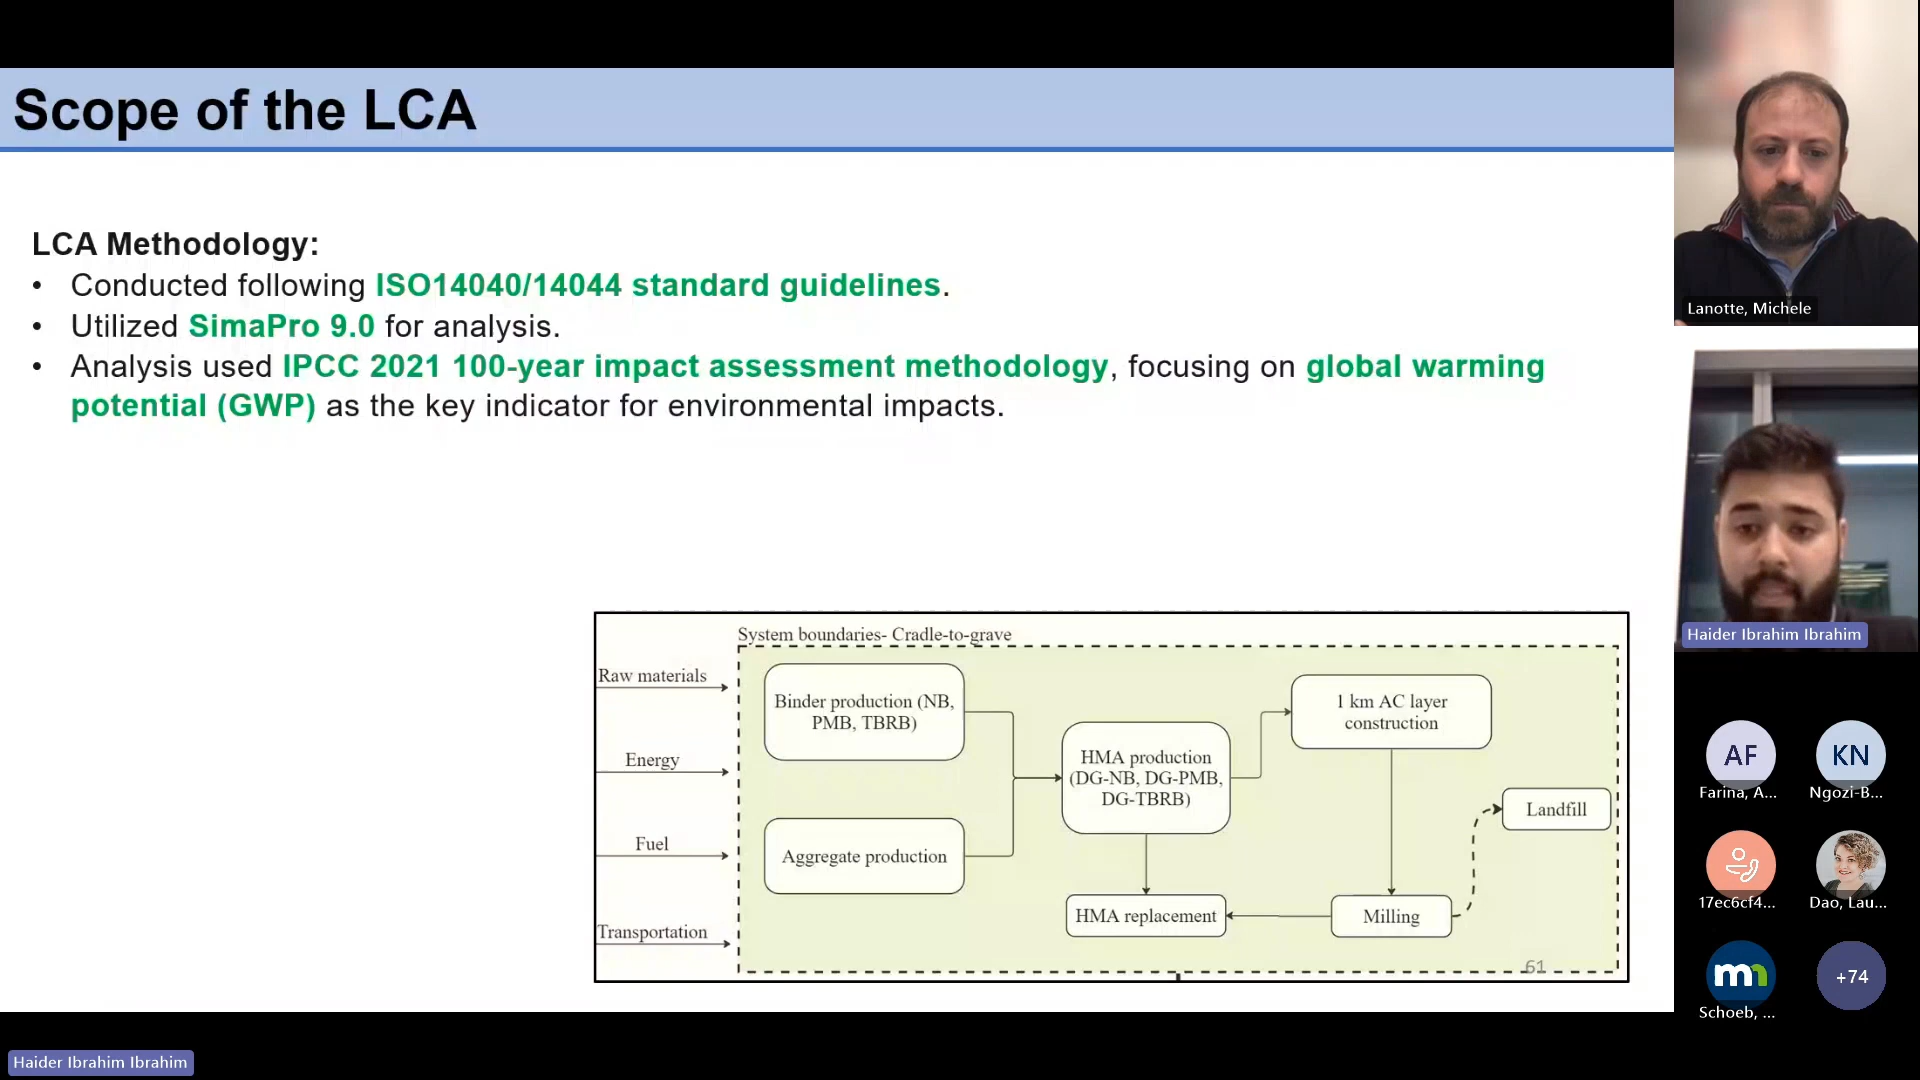 Scope of the LCA
LCA Methodology:
• Conducted following ISO14040/14044 standard guidelines.
• Utilized SimaPro 9.0 for analysis.
• Analysis used IPCC 2021 100-year impact assessment methodology, focusing on global warming
potential (GWP) as the key indicator for environmental impacts.
System boundaries- Cradle-to-grave
Raw materials
Energy
Fuel
Transportation
Binder production (NB,
PMB, TBRB)
Aggregate production
HMA production
(DG-NB, DG-PMB,
DG-TBRB)
HMA replacement
1 km AC layer
construction
Milling
Landfill
61
Lanotte, Michele
Haider Ibrahim Ibrahim
AF
Farina, A...
KN
Ngozi-B...
17ec6cf4...
Dao, Lau...
mn
Schoeb, ...
+74
Haider Ibrahim Ibrahim